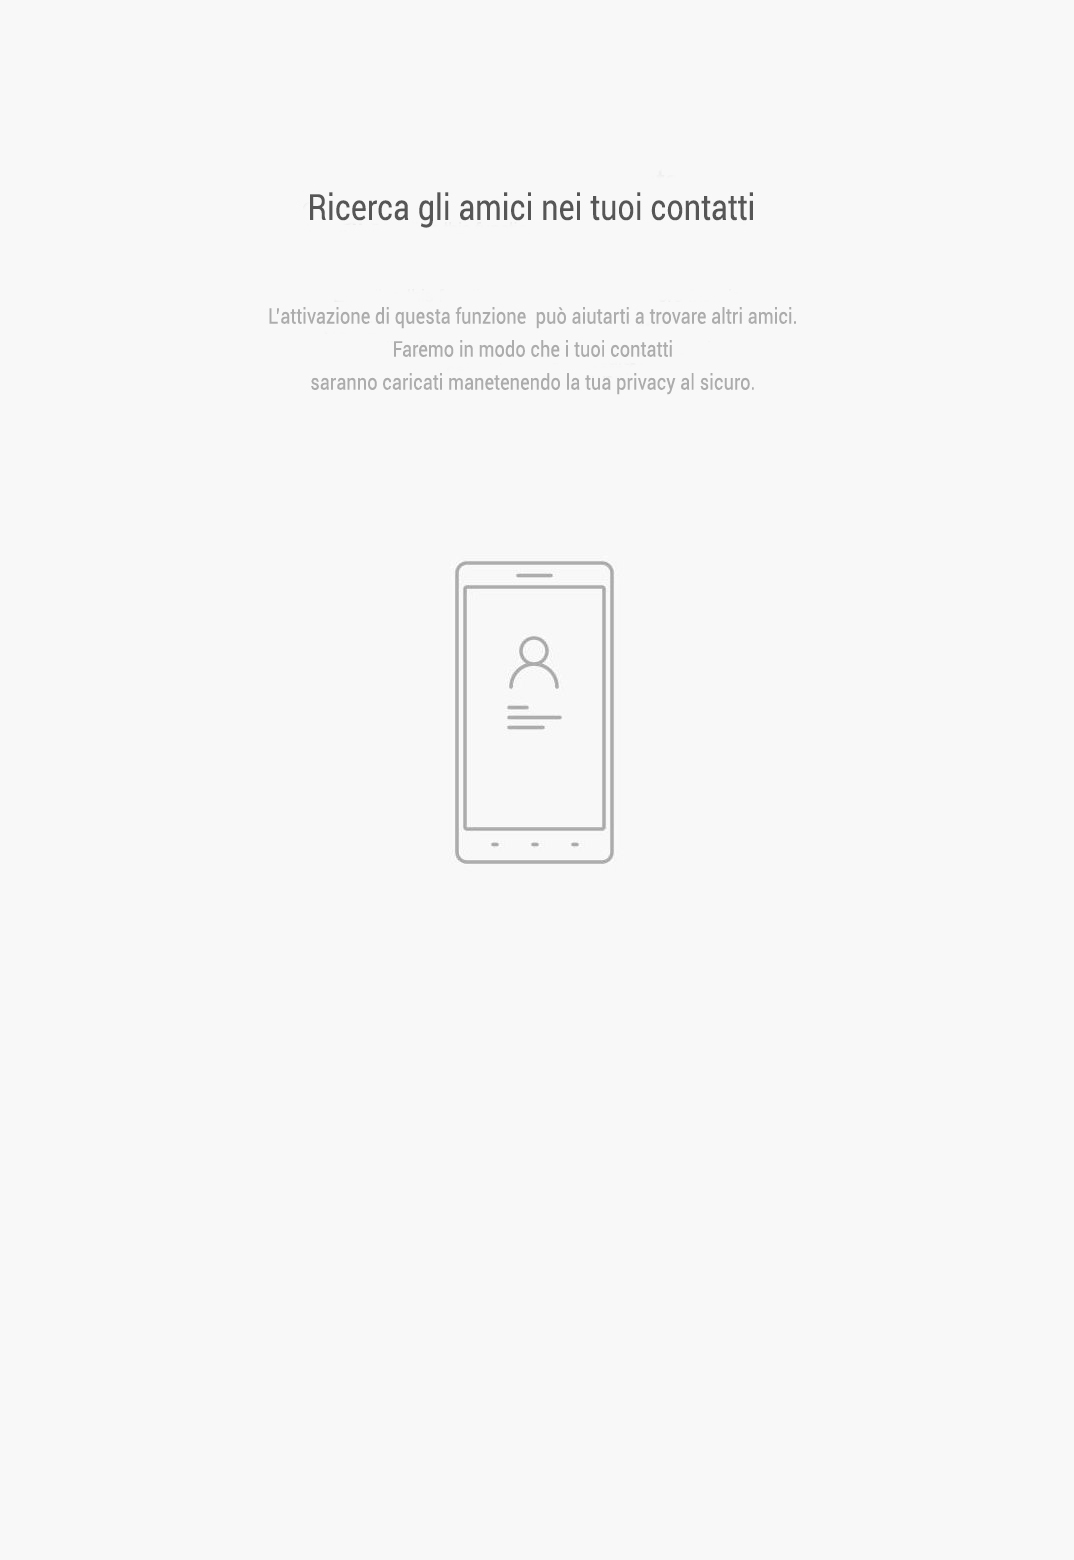 Ricerca gli amici nei tuoi contatti
L'attivazione di questa funzione  può aiutarti a trovare altri amici.
Faremo in modo che i tuoi contatti
saranno caricati manetenendo la tua privacy al sicuro.